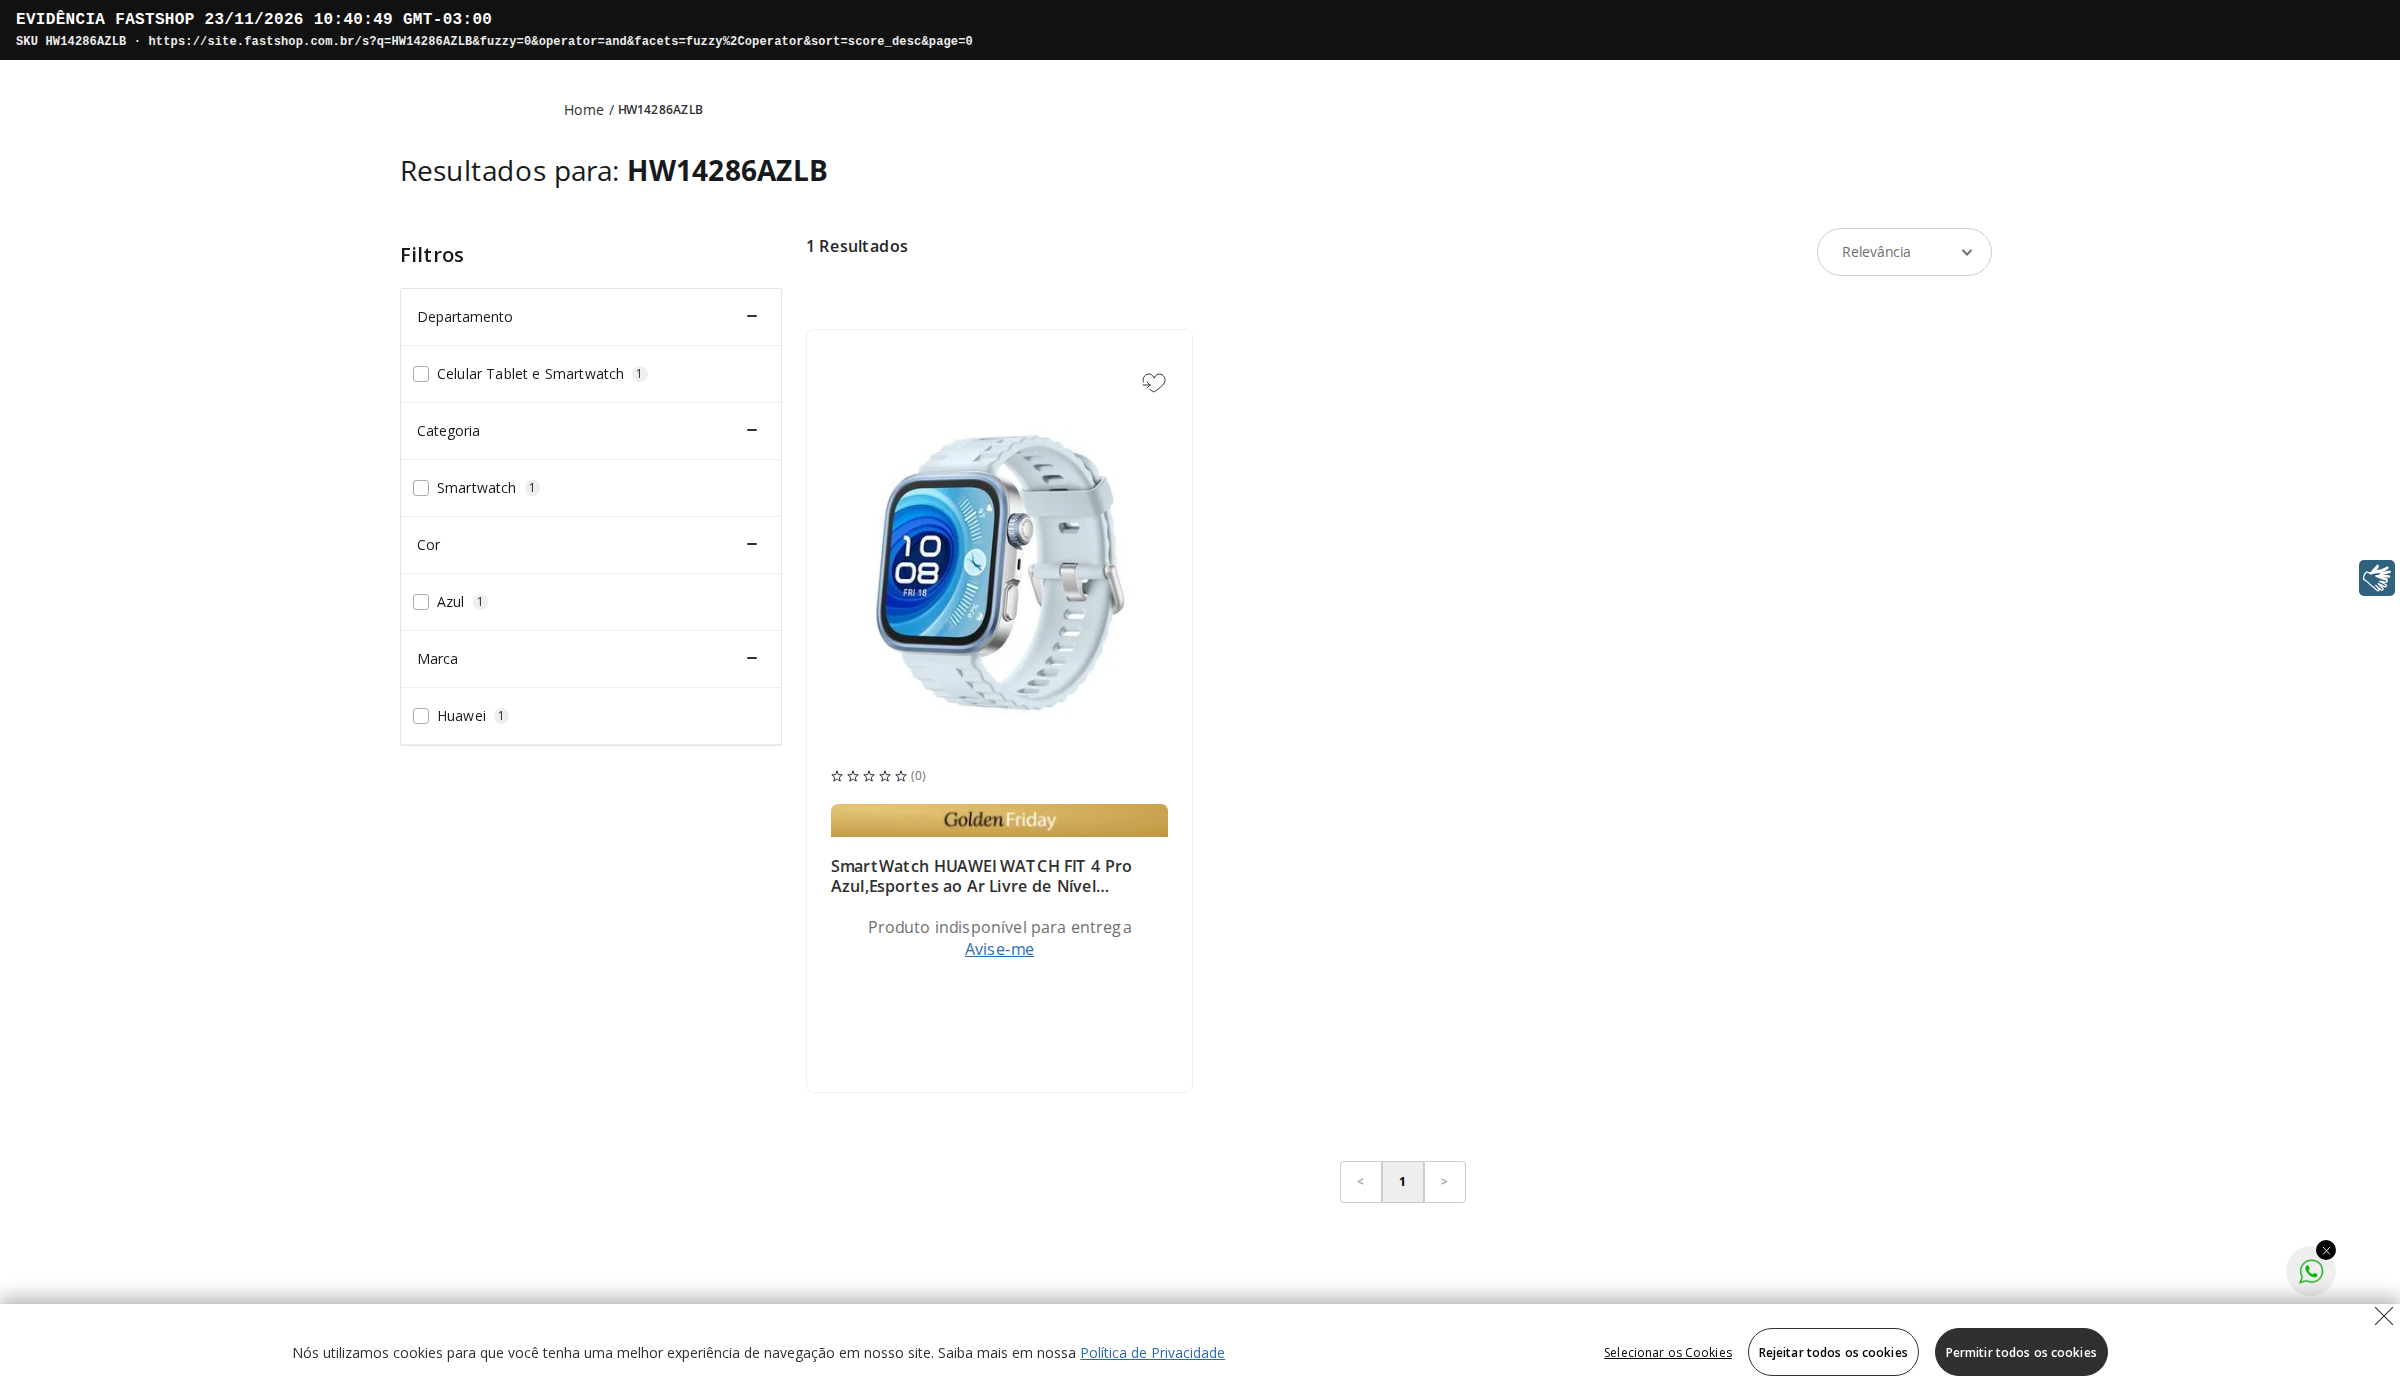 EVIDÊNCIA FASTSHOP 23/11/2026 10:40:49 GMT-03:00
SKU HW14286AZLB · https://site.fastshop.com.br/s?q=HW14286AZLB&fuzzy=0&operator=and&facets=fuzzy%2Coperator&sort=score_desc&page=0
Home / HW14286AZLB
Resultados para: HW14286AZLB
Filtros
1 Resultados
Relevância
Departamento
Celular Tablet e Smartwatch 1
Categoria
Smartwatch 1
Cor
Azul 1
Marca
Huawei 1
10
08
FRI 18
(0)
Golden Friday
SmartWatch HUAWEI WATCH FIT 4 Pro
Azul,Esportes ao Ar Livre de Nível...
Produto indisponível para entrega
Avise-me
< 1 >
Nós utilizamos cookies para que você tenha uma melhor experiência de navegação em nosso site. Saiba mais em nossa Política de Privacidade
Selecionar os Cookies
Rejeitar todos os cookies
Permitir todos os cookies